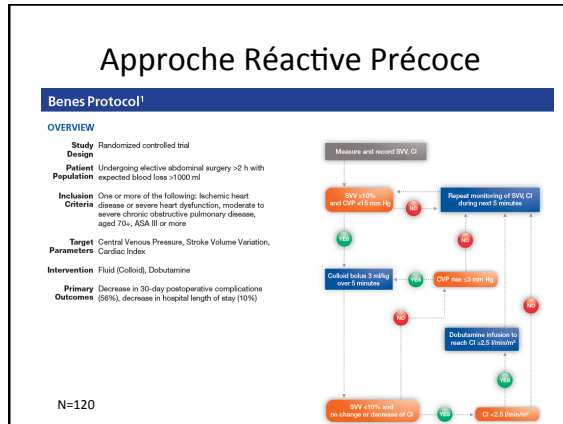 Approche Réactive Précoce
Benes Protocol¹
OVERVIEW
Study Design Randomized controlled trial
Patient Population Undergoing elective abdominal surgery >2 h with
expected blood loss >1000 ml
Inclusion Criteria One or more of the following: Ischemic heart
disease or severe heart dysfunction, moderate to
severe chronic obstructive pulmonary disease,
aged 70+, ASA III or more
Target Parameters Central Venous Pressure, Stroke Volume Variation,
Cardiac Index
Intervention Fluid (Colloid), Dobutamine
Primary Outcomes Decrease in 30-day postoperative complications
(56%), decrease in hospital length of stay (10%)
N=120
Measure and record SVV, CI
SVV ≥10%
and CVP <15 mm Hg
NO
Repeat monitoring of SVV, CI
during next 5 minutes
YES
NO
Colloid bolus 3 ml/kg
over 5 minutes
YES
CVP rise ≤3 mm Hg
NO
NO
Dobutamine infusion to
reach CI ≥2.5 l/min/m²
YES
SVV <10% and
no change or decrease of CI
YES
CI <2.5 l/min/m²